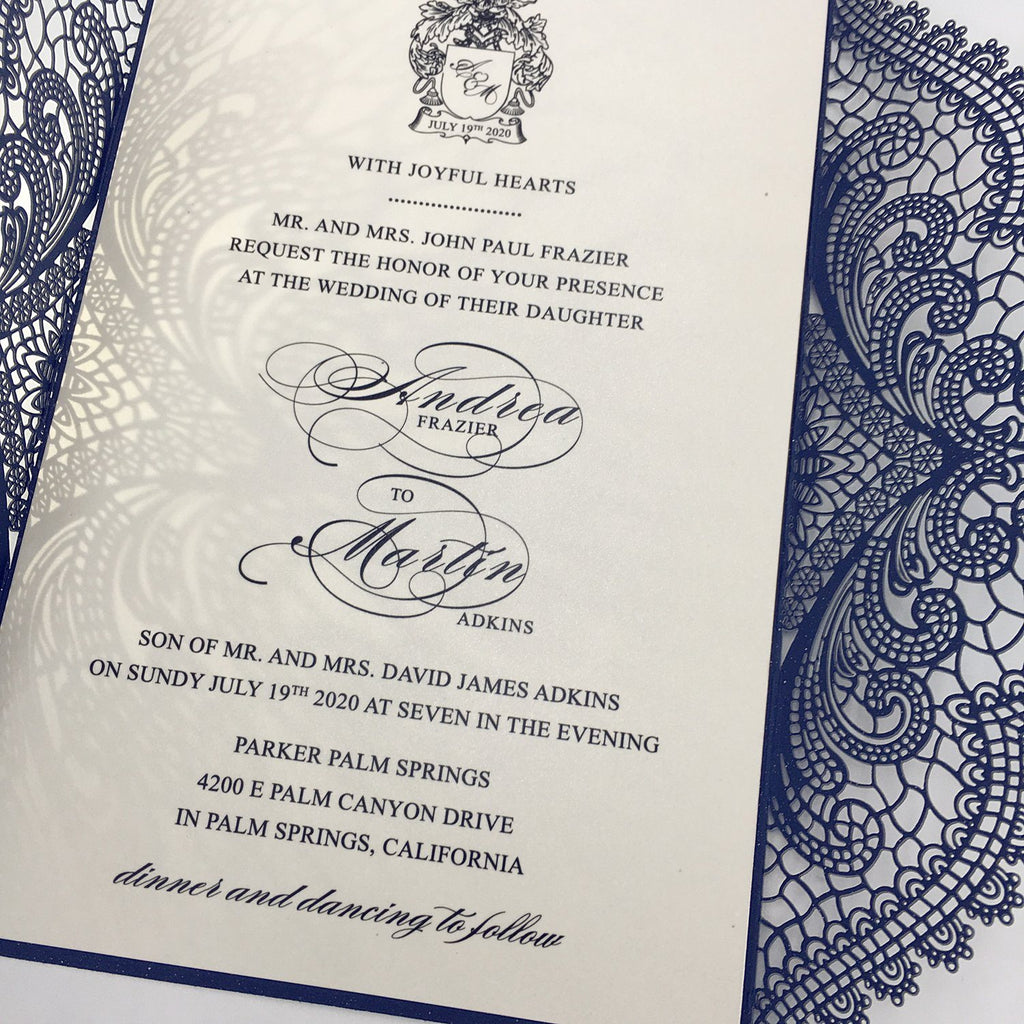 A&M
JULY 19TH 2020
WITH JOYFUL HEARTS
MR. AND MRS. JOHN PAUL FRAZIER
REQUEST THE HONOR OF YOUR PRESENCE
AT THE WEDDING OF THEIR DAUGHTER
Andrea
FRAZIER
TO
Martin
ADKINS
SON OF MR. AND MRS. DAVID JAMES ADKINS
ON SUNDY JULY 19TH 2020 AT SEVEN IN THE EVENING
PARKER PALM SPRINGS
4200 E PALM CANYON DRIVE
IN PALM SPRINGS, CALIFORNIA
dinner and dancing to follow